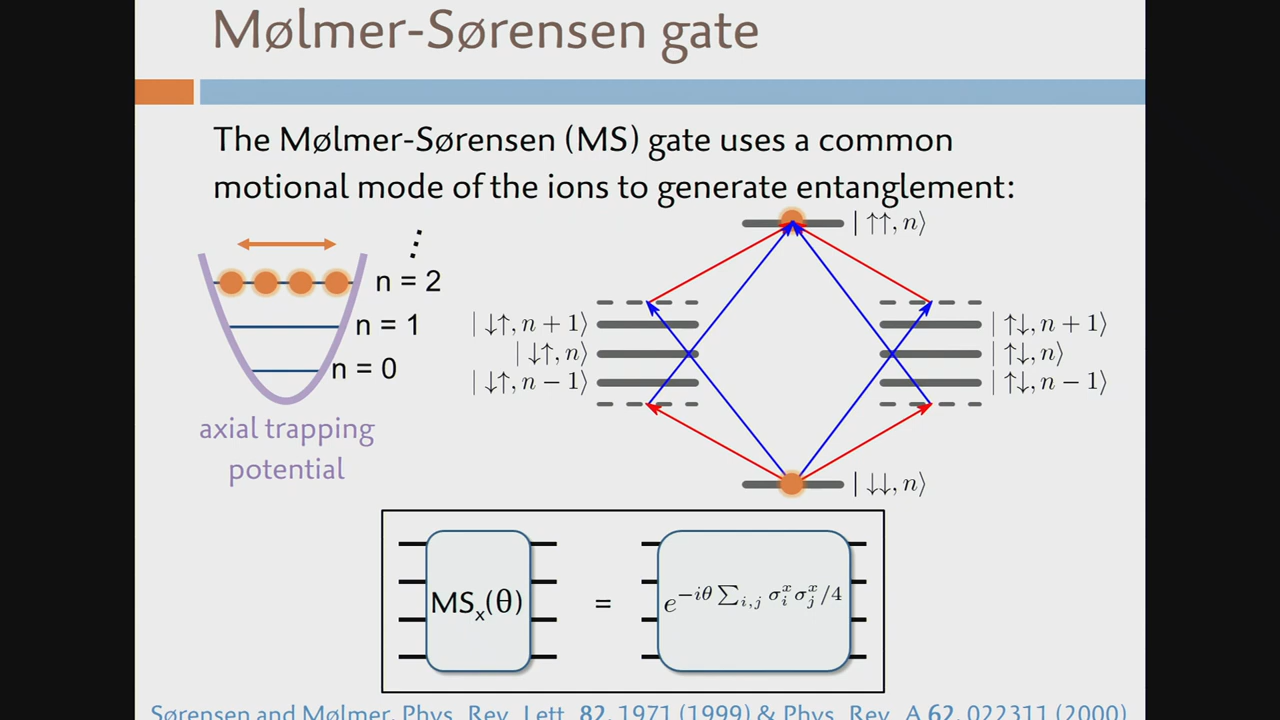 Mølmer-Sørensen gate
The Mølmer-Sørensen (MS) gate uses a common
motional mode of the ions to generate entanglement:
⋮
n = 2
n = 1
n = 0
axial trapping
potential
| ↑↑, n⟩
| ↓↑, n + 1⟩
| ↓↑, n⟩
| ↓↑, n − 1⟩
| ↑↓, n + 1⟩
| ↑↓, n⟩
| ↑↓, n − 1⟩
| ↓↓, n⟩
MSₓ(θ)
=
e^{−iθ ∑_{i,j} σ_i^x σ_j^x /4}
Sørensen and Mølmer, Phys. Rev. Lett. 82, 1971 (1999) & Phys. Rev. A 62, 022311 (2000)